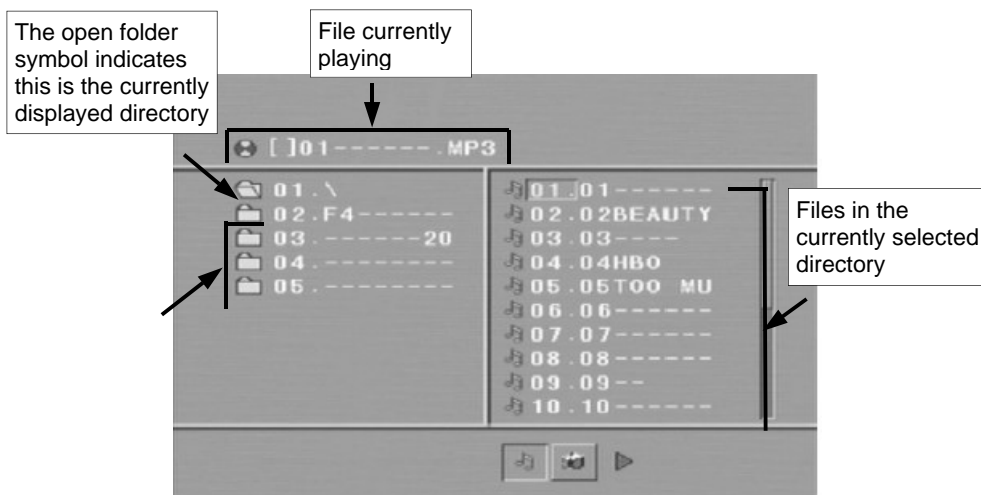 The open folder
symbol indicates
this is the currently
displayed directory
File currently
playing
[ ]01------.MP3
01.\
02.F4------
03.------20
04.--------
05.--------
01.01------
02.02BEAUTY
03.03----
04.04HBO
05.05TOO MU
06.06------
07.07------
08.08------
09.09--
10.10------
Files in the
currently selected
directory